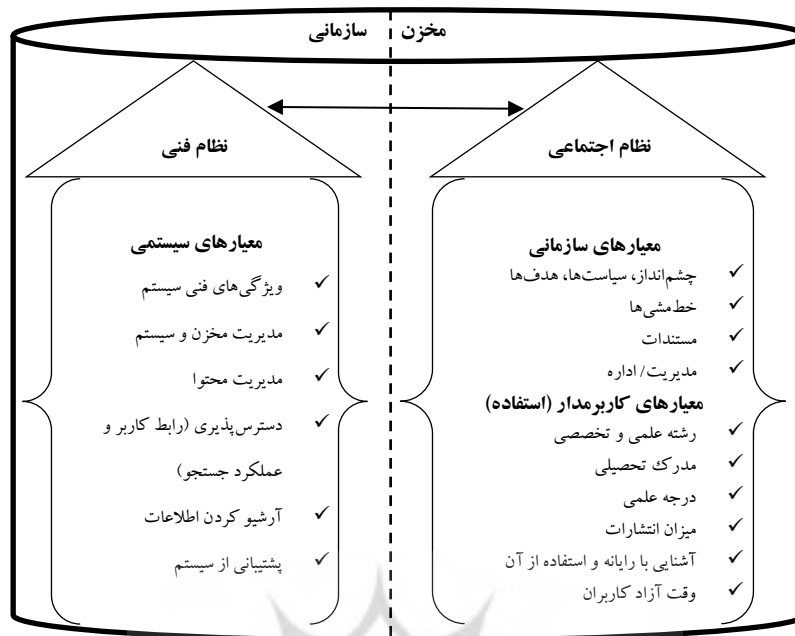 مخزن سازمانی
نظام اجتماعی
معیارهای سازمانی
✓ چشم‌انداز، سیاست‌ها، هدف‌ها
✓ خط‌مشی‌ها
✓ مستندات
✓ مدیریت/ اداره
معیارهای کاربرمدار (استفاده)
✓ رشته علمی و تخصصی
✓ مدرک تحصیلی
✓ درجه علمی
✓ میزان انتشارات
✓ آشنایی با رایانه و استفاده از آن
✓ وقت آزاد کاربران
نظام فنی
معیارهای سیستمی
✓ ویژگی‌های فنی سیستم
✓ مدیریت مخزن و سیستم
✓ مدیریت محتوا
✓ دسترس‌پذیری (رابط کاربر و
عملکرد جستجو)
✓ آرشیو کردن اطلاعات
✓ پشتیبانی از سیستم